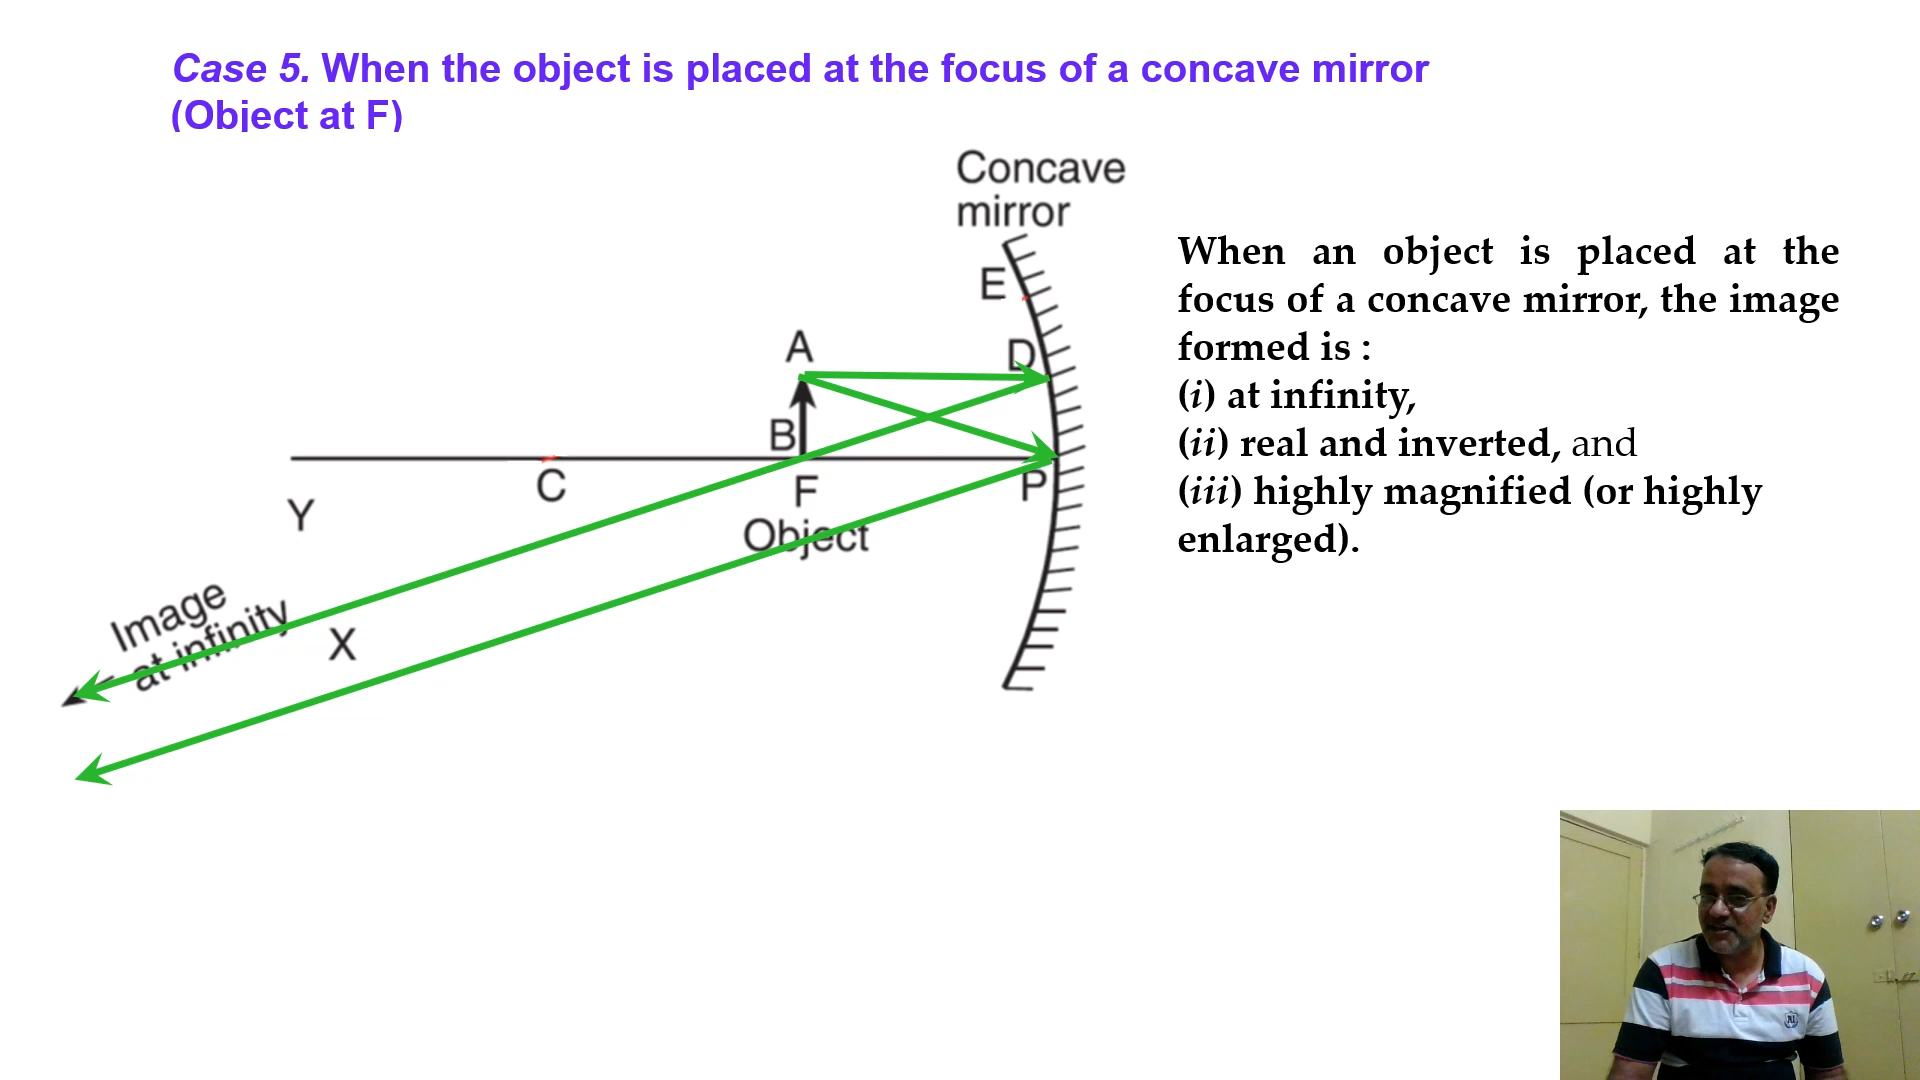 Case 5. When the object is placed at the focus of a concave mirror
(Object at F)
Concave
mirror
E
A
D
B
C
F
P
Y
Object
Image
at infinity
X
When an object is placed at the
focus of a concave mirror, the image
formed is :
(i) at infinity,
(ii) real and inverted, and
(iii) highly magnified (or highly
enlarged).